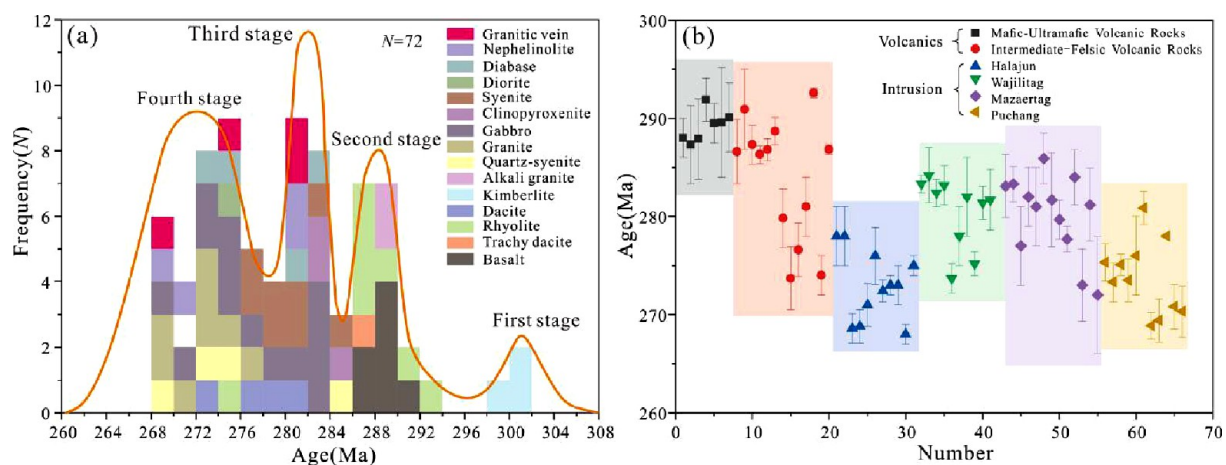 (a)
Third stage
N=72
Fourth stage
Second stage
First stage
Granitic vein
Nephelinolite
Diabase
Diorite
Syenite
Clinopyroxenite
Gabbro
Granite
Quartz-syenite
Alkali granite
Kimberlite
Dacite
Rhyolite
Trachy dacite
Basalt
Frequency(N)
12
10
8
6
4
2
0
260 264 268 272 276 280 284 288 292 296 300 304 308
Age(Ma)
(b)
Volcanics
Mafic-Ultramafic Volcanic Rocks
Intermediate-Felsic Volcanic Rocks
Intrusion
Halajun
Wajilitag
Mazaertag
Puchang
Age(Ma)
300
290
280
270
260
0 10 20 30 40 50 60 70 80
Number